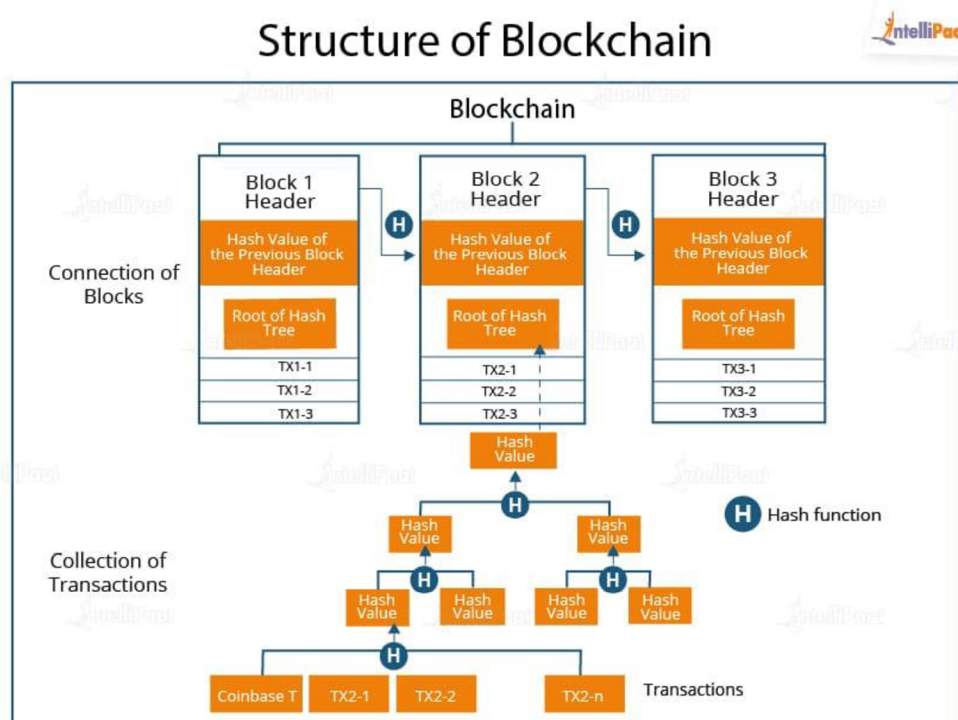 Structure of Blockchain
IntelliPaa
Blockchain
Block 1
Header
Hash Value of
the Previous Block
Header
Root of Hash
Tree
TX1-1
TX1-2
TX1-3
H
Block 2
Header
Hash Value of
the Previous Block
Header
Root of Hash
Tree
TX2-1
TX2-2
TX2-3
H
Block 3
Header
Hash Value of
the Previous Block
Header
Root of Hash
Tree
TX3-1
TX3-2
TX3-3
Connection of
Blocks
Hash
Value
H
H Hash function
Hash
Value
Hash
Value
Collection of
Transactions
H
H
Hash
Value
Hash
Value
Hash
Value
Hash
Value
H
Coinbase T
TX2-1
TX2-2
TX2-n
Transactions